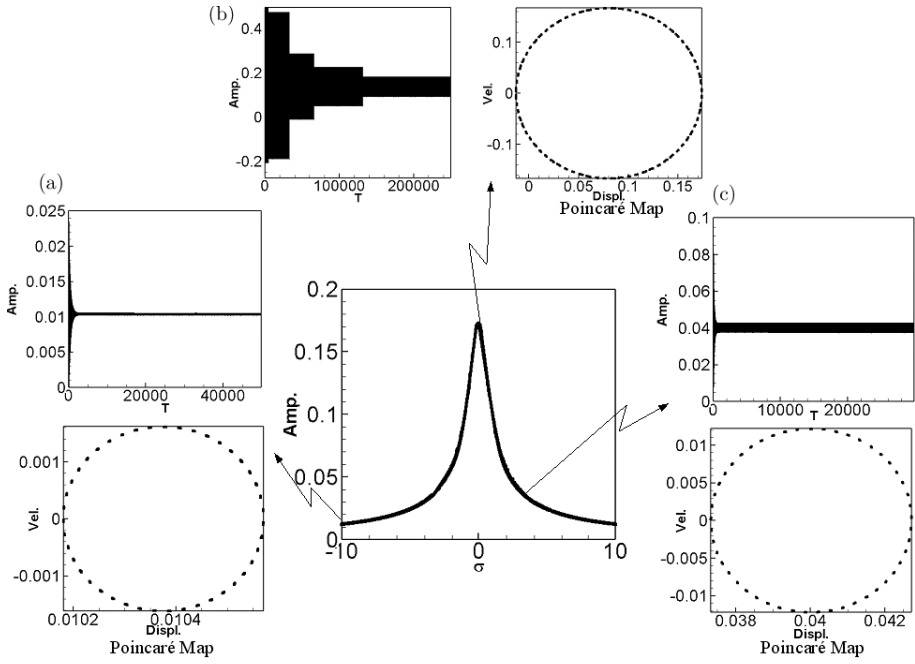 (b)
0.4
0.2
0
-0.2
Amp.
0
100000
200000
T
0.1
0
-0.1
Vel.
0
0.05
0.1
0.15
Displ.
Poincaré Map
(a)
0.025
0.02
0.015
0.01
0.005
0
Amp.
0
20000
40000
T
0.001
0
-0.001
Vel.
0.0102
0.0104
Displ.
Poincaré Map
0.2
0.15
0.1
0.05
0
Amp.
-10
0
10
σ
(c)
0.1
0.08
0.06
0.04
0.02
0
Amp.
0
10000
20000
T
0.01
0.005
0
-0.005
-0.01
Vel.
0.038
0.04
0.042
Displ.
Poincaré Map